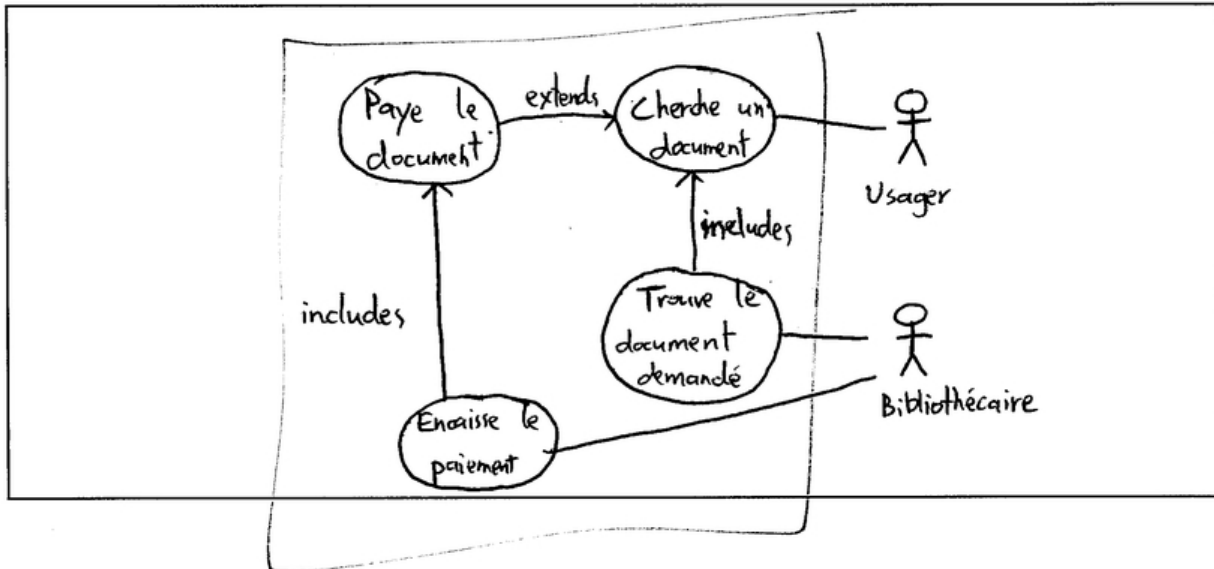 Paye le
document
extends
Cherche un
document
Usager
includes
includes
Trouve le
document
demandé
Bibliothécaire
Encaisse le
paiement